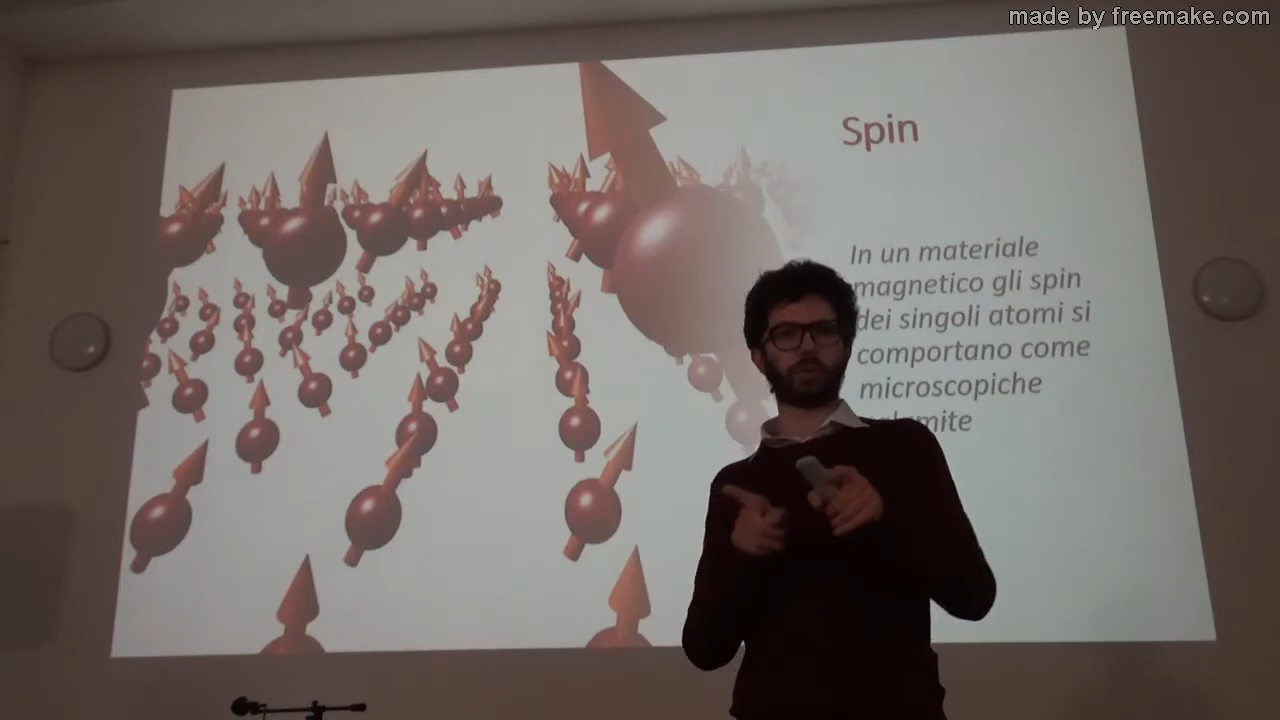 made by freemake.com
Spin
In un materiale
magnetico gli spin
dei singoli atomi si
comportano come
microscopiche